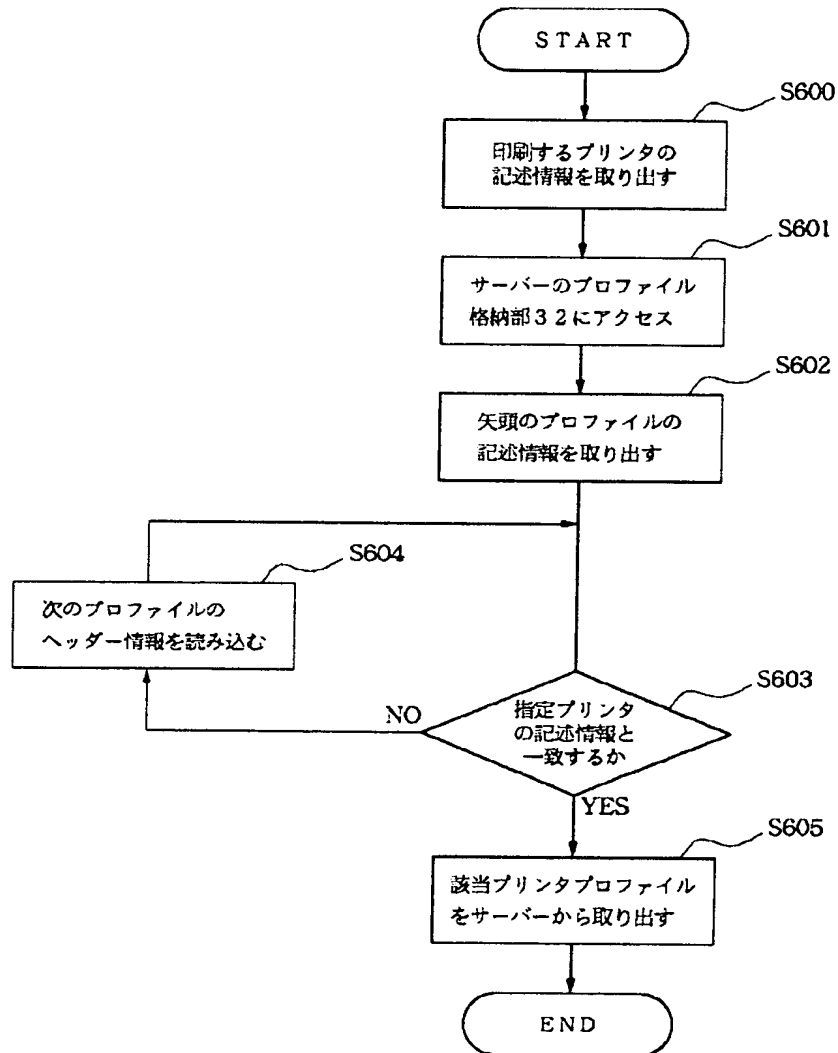 START
S600
印刷するプリンタの
記述情報を取り出す
S601
サーバーのプロファイル
格納部32にアクセス
S602
矢頭のプロファイルの
記述情報を取り出す
S604
次のプロファイルの
ヘッダー情報を読み込む
S603
指定プリンタ
の記述情報と
一致するか
NO
YES
S605
該当プリンタプロファイル
をサーバーから取り出す
END